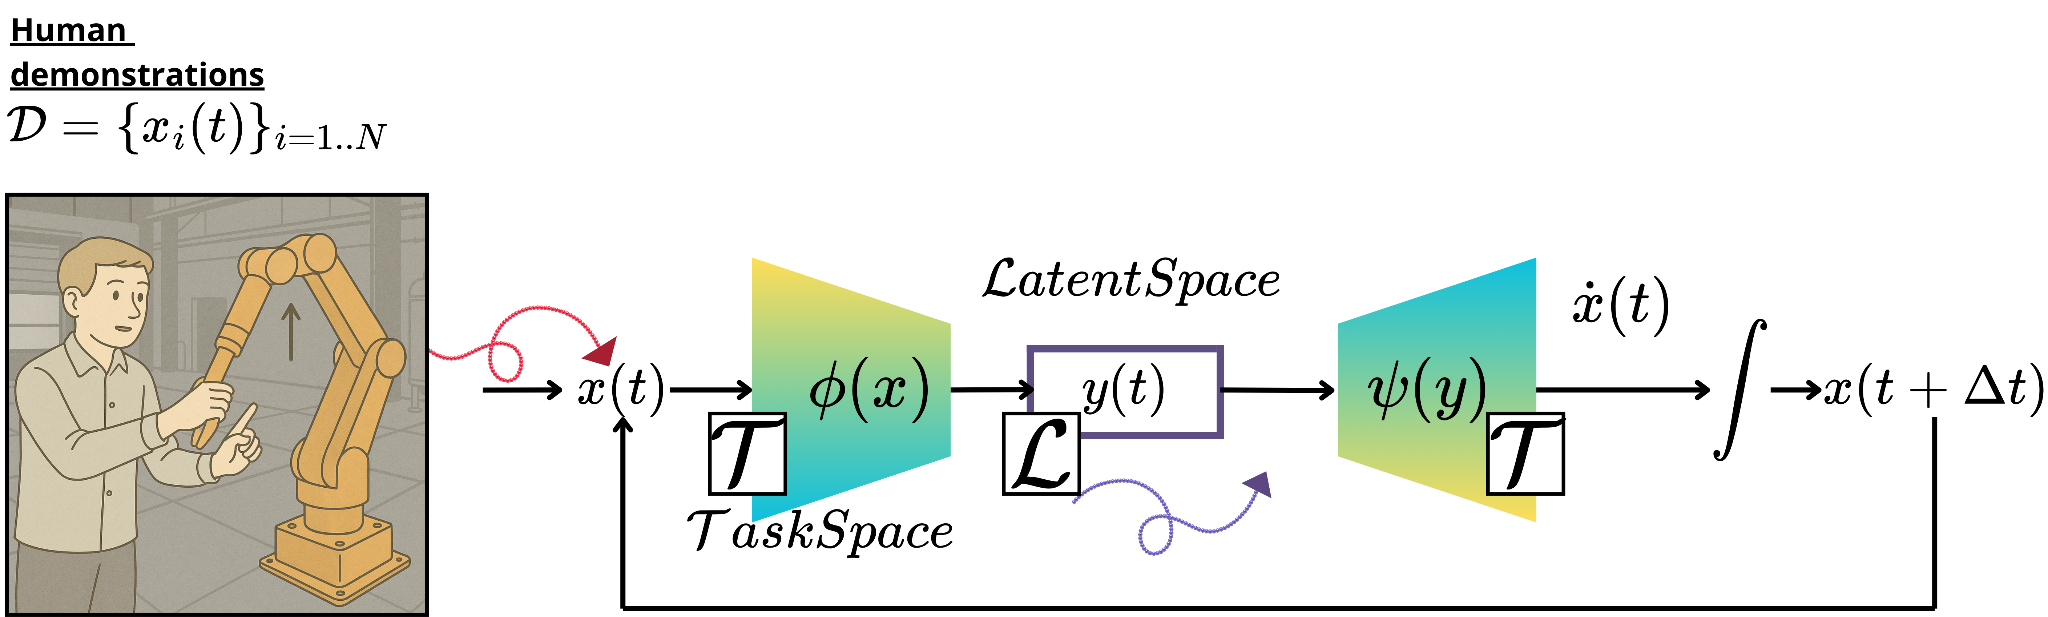 Human
demonstrations
𝒟 = {xᵢ(t)}ᵢ₌₁..N
ℒatentSpace
ẋ(t)
x(t)
ϕ(x)
y(t)
ψ(y)
∫
x(t + Δt)
𝒯
ℒ
𝒯
𝒯askSpace